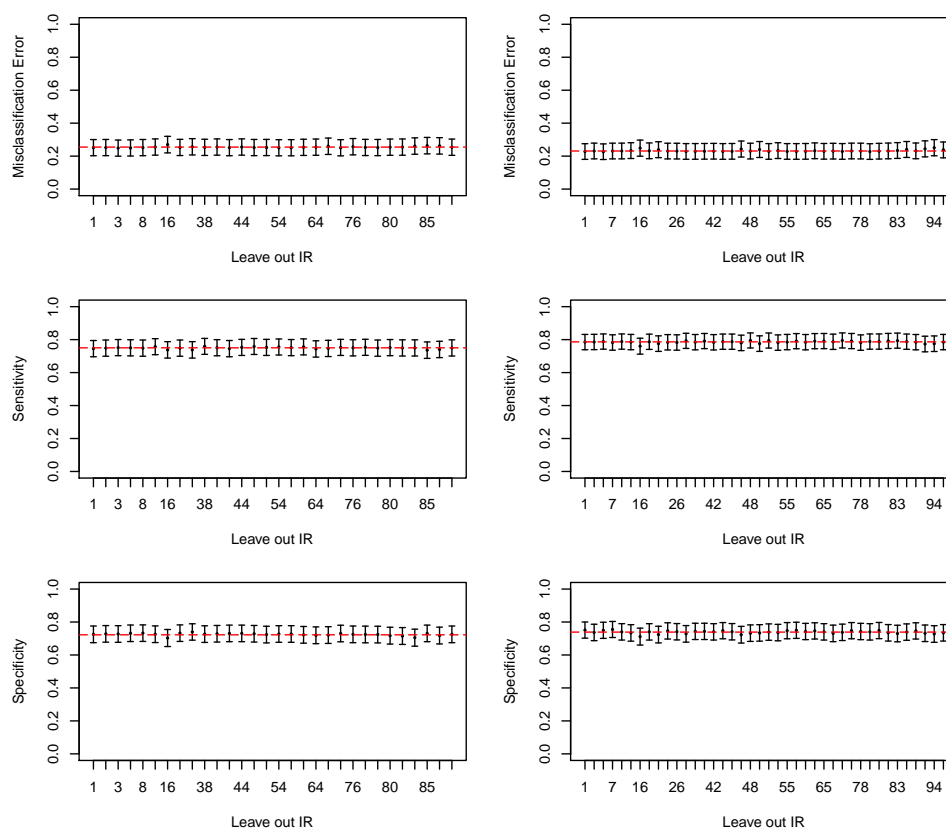 Misclassification Error
0.0 0.2 0.4 0.6 0.8 1.0
1 3 8 16 38 44 54 64 76 80 85
Leave out IR
Misclassification Error
0.0 0.2 0.4 0.6 0.8 1.0
1 7 16 26 42 55 65 78 83 94
Leave out IR
Sensitivity
0.0 0.2 0.4 0.6 0.8 1.0
1 3 8 16 38 44 54 64 76 80 85
Leave out IR
Sensitivity
0.0 0.2 0.4 0.6 0.8 1.0
1 7 16 26 42 55 65 78 83 94
Leave out IR
Specificity
0.0 0.2 0.4 0.6 0.8 1.0
1 3 8 16 38 44 54 64 76 80 85
Leave out IR
Specificity
0.0 0.2 0.4 0.6 0.8 1.0
1 7 16 26 42 55 65 78 83 94
Leave out IR